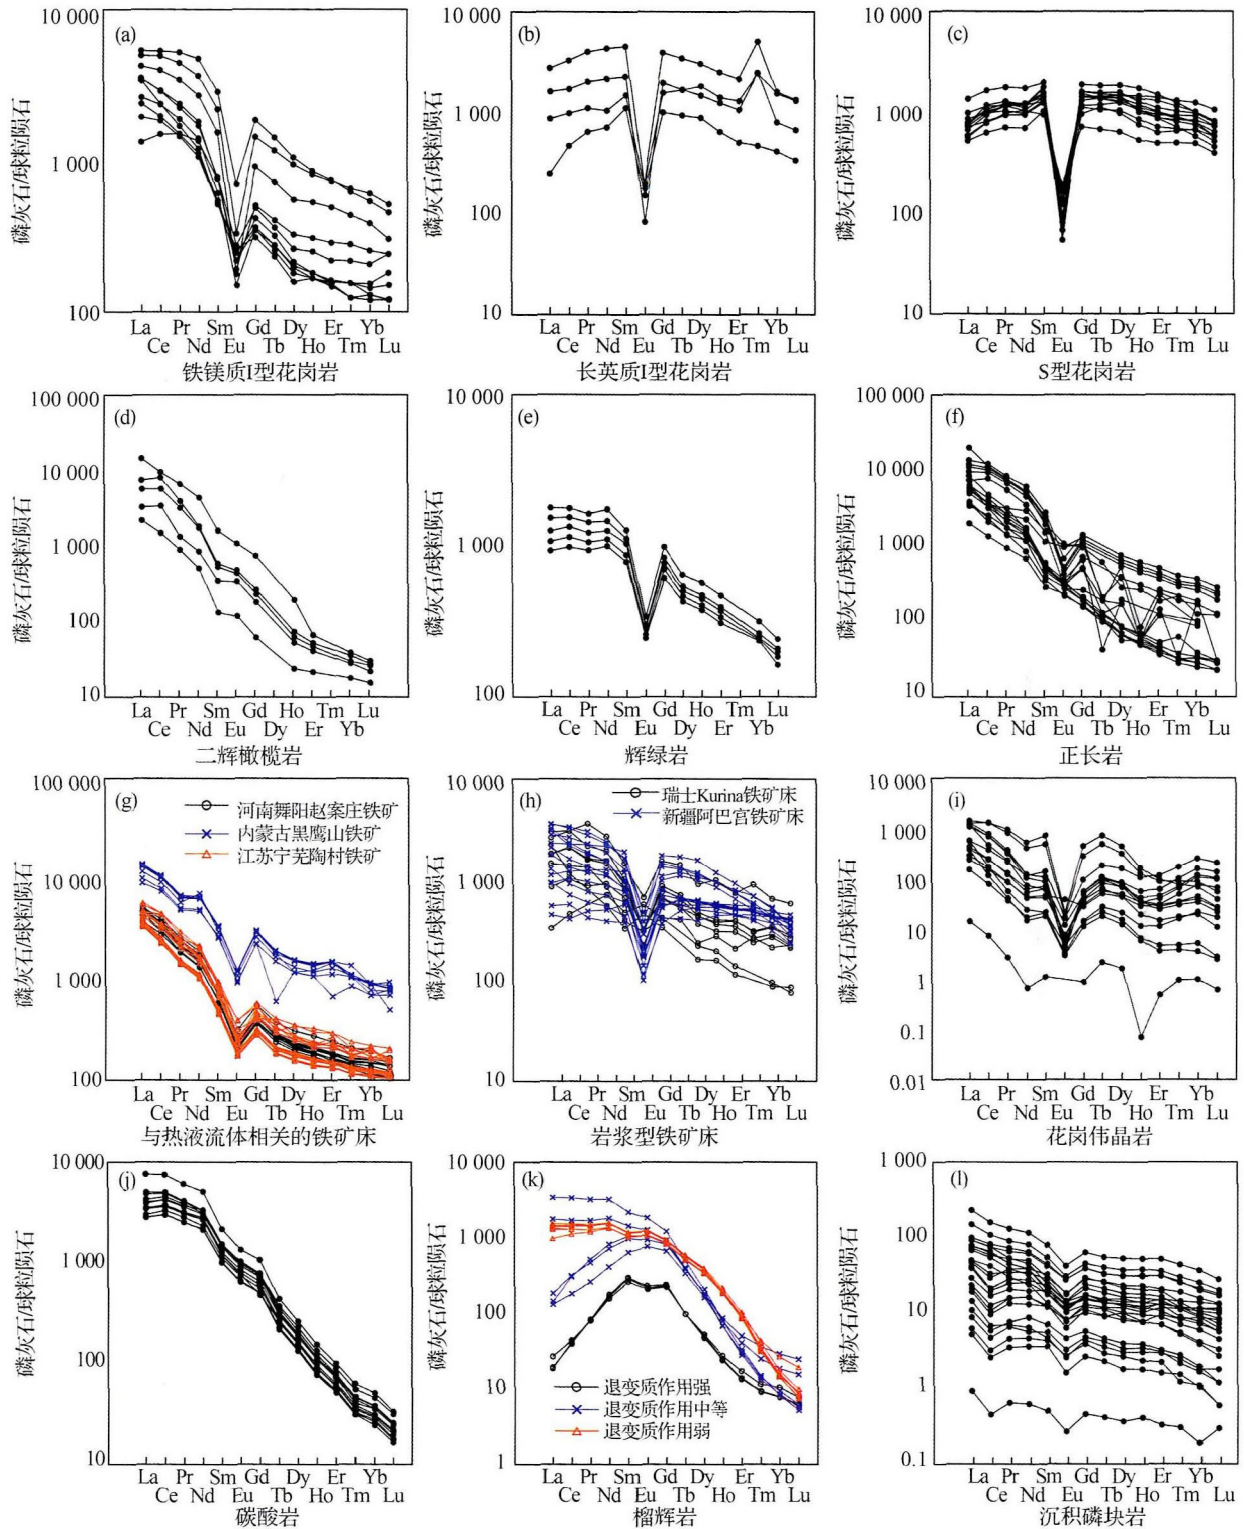 (a)
10 000
1 000
100
磷灰石/球粒陨石
La Pr Sm Gd Dy Er Yb
Ce Nd Eu Tb Ho Tm Lu
铁镁质I型花岗岩
(b)
10 000
1 000
100
10
磷灰石/球粒陨石
La Pr Sm Gd Dy Er Yb
Ce Nd Eu Tb Ho Tm Lu
长英质I型花岗岩
(c)
10 000
1 000
100
10
磷灰石/球粒陨石
La Pr Sm Gd Dy Er Yb
Ce Nd Eu Tb Ho Tm Lu
S型花岗岩
(d)
100 000
10 000
1 000
100
10
磷灰石/球粒陨石
La Pr Sm Gd Ho Tm Lu
Ce Nd Eu Dy Er Yb
二辉橄榄岩
(e)
10 000
1 000
100
磷灰石/球粒陨石
La Pr Sm Gd Ho Tm Lu
Ce Nd Eu Dy Er Yb
辉绿岩
(f)
100 000
10 000
1 000
100
10
磷灰石/球粒陨石
La Pr Sm Gd Dy Er Yb
Ce Nd Eu Tb Ho Tm Lu
正长岩
(g)
100 000
10 000
1 000
100
磷灰石/球粒陨石
河南舞阳赵案庄铁矿
内蒙古黑鹰山铁矿
江苏宁芜陶村铁矿
La Pr Sm Gd Dy Er Yb
Ce Nd Eu Tb Ho Tm Lu
与热液流体相关的铁矿床
(h)
10 000
1 000
100
10
磷灰石/球粒陨石
瑞士Kurina铁矿床
新疆阿巴宫铁矿床
La Pr Sm Gd Dy Er Yb
Ce Nd Eu Tb Ho Tm Lu
岩浆型铁矿床
(i)
10 000
1 000
100
10
1
0.1
0.01
磷灰石/球粒陨石
La Pr Sm Gd Dy Er Yb
Ce Nd Eu Tb Ho Tm Lu
花岗伟晶岩
(j)
10 000
1 000
100
10
磷灰石/球粒陨石
La Pr Sm Gd Dy Er Yb
Ce Nd Eu Tb Ho Tm Lu
碳酸岩
(k)
10 000
1 000
100
10
1
磷灰石/球粒陨石
退变质作用强
退变质作用中等
退变质作用弱
La Pr Sm Gd Dy Er Yb
Ce Nd Eu Tb Ho Tm Lu
榴辉岩
(l)
1 000
100
10
1
0.1
磷灰石/球粒陨石
La Pr Sm Gd Dy Er Yb
Ce Nd Eu Tb Ho Tm Lu
沉积磷块岩